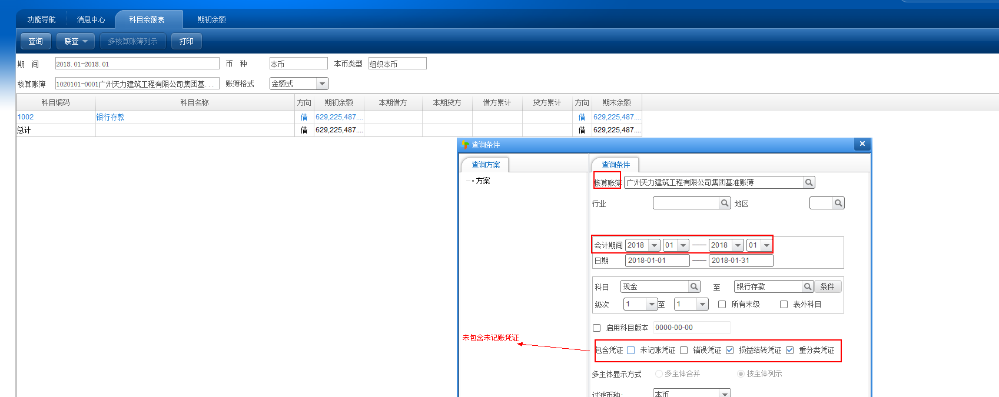 功能导航 消息中心 科目余额表 期初余额
查询 联查 多核算账簿列示 打印
期 间 2018.01-2018.01 币 种 本币 本币类型 组织本币
核算账簿 1020101-0001广州天力建筑工程有限公司集团基... 账簿格式 金额式
科目编码 科目名称 方向 期初余额 本期借方 本期贷方 借方累计 贷方累计 方向 期末余额
1002 银行存款 借 629,225,487.... 借 629,225,487....
总计 借 629,225,487.... 借 629,225,487....
查询条件
查询方案 查询条件
方案
核算账簿 广州天力建筑工程有限公司集团基准账簿
行业 地区
会计期间 2018 01 2018 01
日期 2018-01-01 2018-01-31
科目 现金 至 银行存款 条件
级次 1 至 1 所有末级 表外科目
启用科目版本 0000-00-00
未包含未记账凭证
包含凭证 未记账凭证 错误凭证 损益结转凭证 重分类凭证
多主体显示方式 多主体合并 按主体列示
过滤币种: 本币